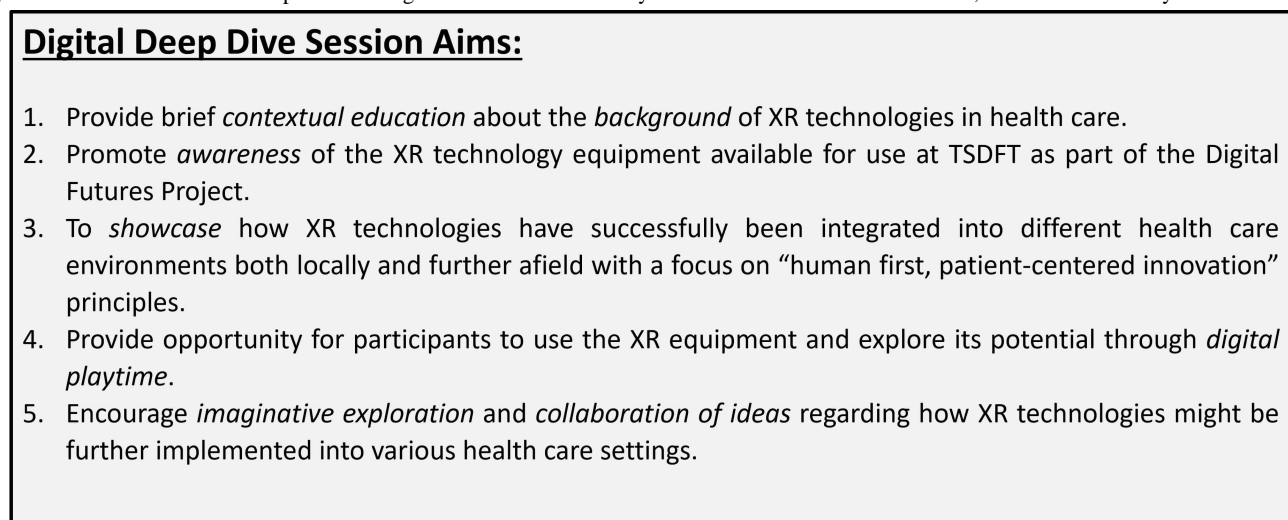 Digital Deep Dive Session Aims:
1. Provide brief contextual education about the background of XR technologies in health care.
2. Promote awareness of the XR technology equipment available for use at TSDFT as part of the Digital
Futures Project.
3. To showcase how XR technologies have successfully been integrated into different health care
environments both locally and further afield with a focus on “human first, patient-centered innovation”
principles.
4. Provide opportunity for participants to use the XR equipment and explore its potential through digital
playtime.
5. Encourage imaginative exploration and collaboration of ideas regarding how XR technologies might be
further implemented into various health care settings.